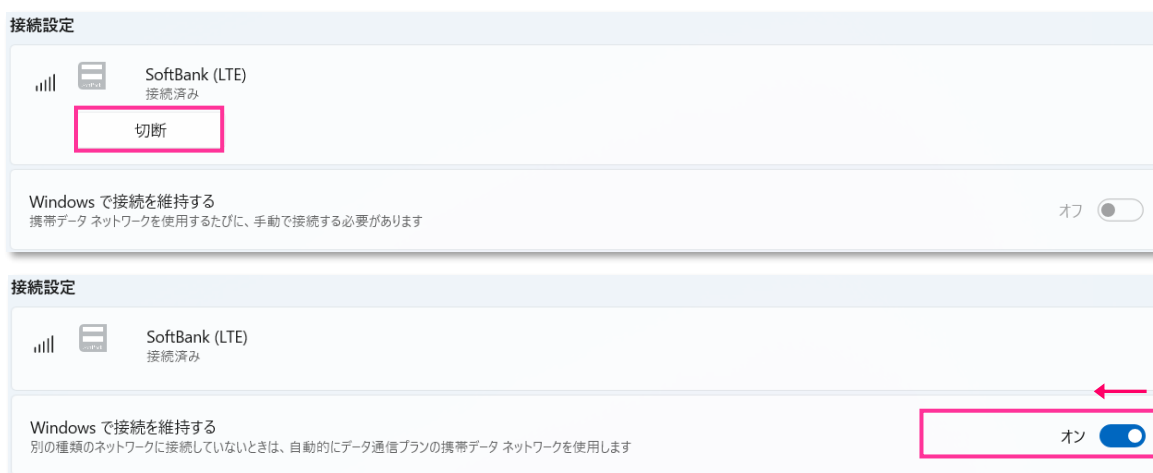 接続設定
SoftBank (LTE)
接続済み
切断
Windows で接続を維持する
携帯データ ネットワークを使用するたびに、手動で接続する必要があります
オフ
接続設定
SoftBank (LTE)
接続済み
Windows で接続を維持する
別の種類のネットワークに接続していないときは、自動的にデータ通信プランの携帯データ ネットワークを使用します
オン